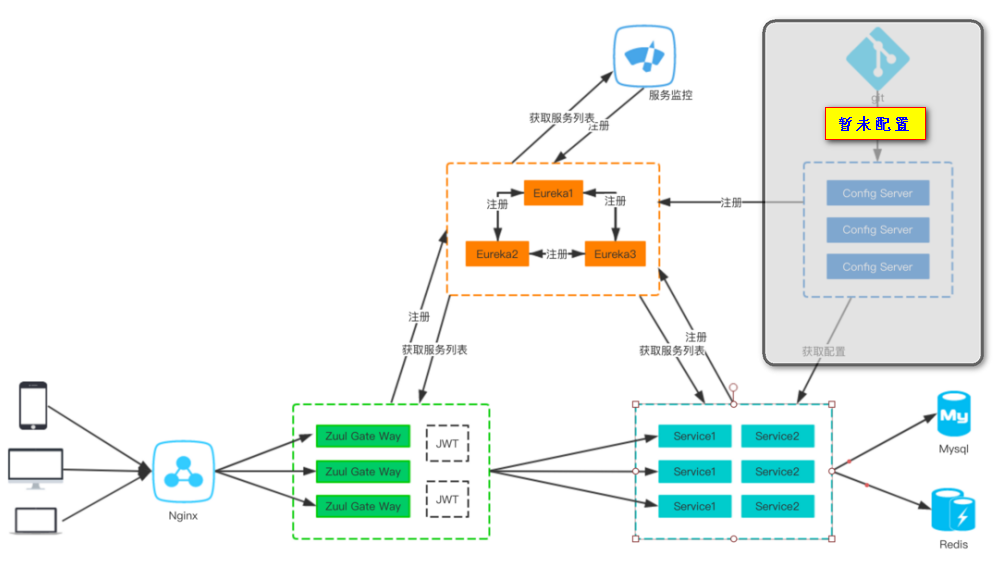 服务监控
获取服务列表
注册
git
暂未配置
Config Server
Config Server
Config Server
Eureka1
注册
注册
Eureka2
注册
Eureka3
注册
注册
获取服务列表
注册
获取服务列表
获取配置
Zuul Gate Way
Zuul Gate Way
Zuul Gate Way
JWT
JWT
Service1
Service2
Service1
Service2
Service1
Service2
My
Mysql
Nginx
Redis